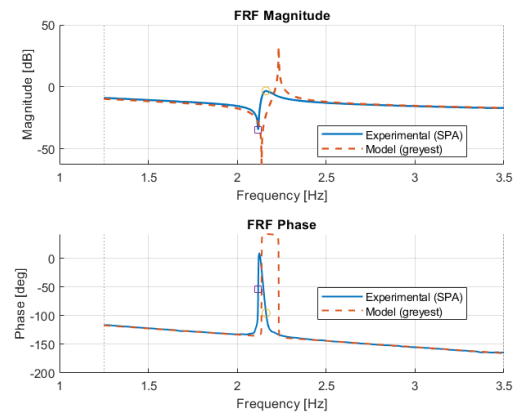 FRF Magnitude
50
0
-50
Magnitude [dB]
Experimental (SPA)
Model (greyest)
1
1.5
2
2.5
3
3.5
Frequency [Hz]
FRF Phase
0
-50
-100
-150
-200
Phase [deg]
Experimental (SPA)
Model (greyest)
1
1.5
2
2.5
3
3.5
Frequency [Hz]